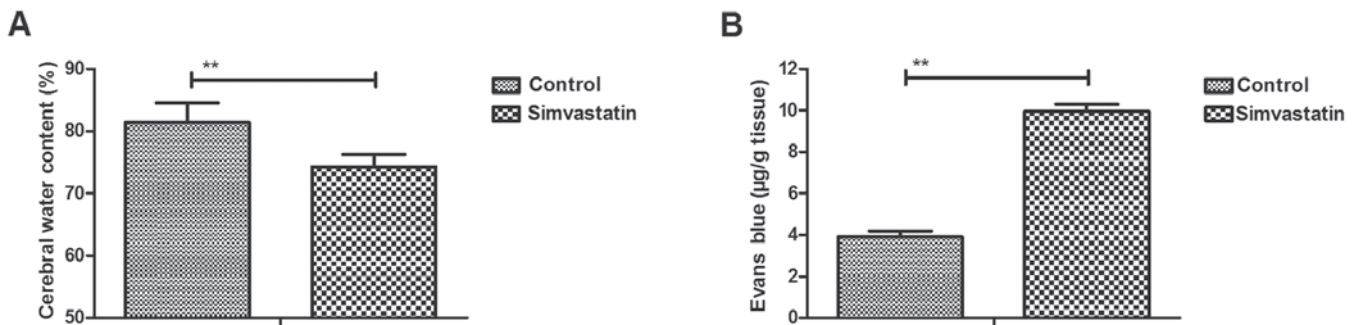 A
Cerebral water content (%)
90
80
70
60
50
**
Control
Simvastatin
B
Evans blue (µg/g tissue)
12
10
8
6
4
2
0
**
Control
Simvastatin